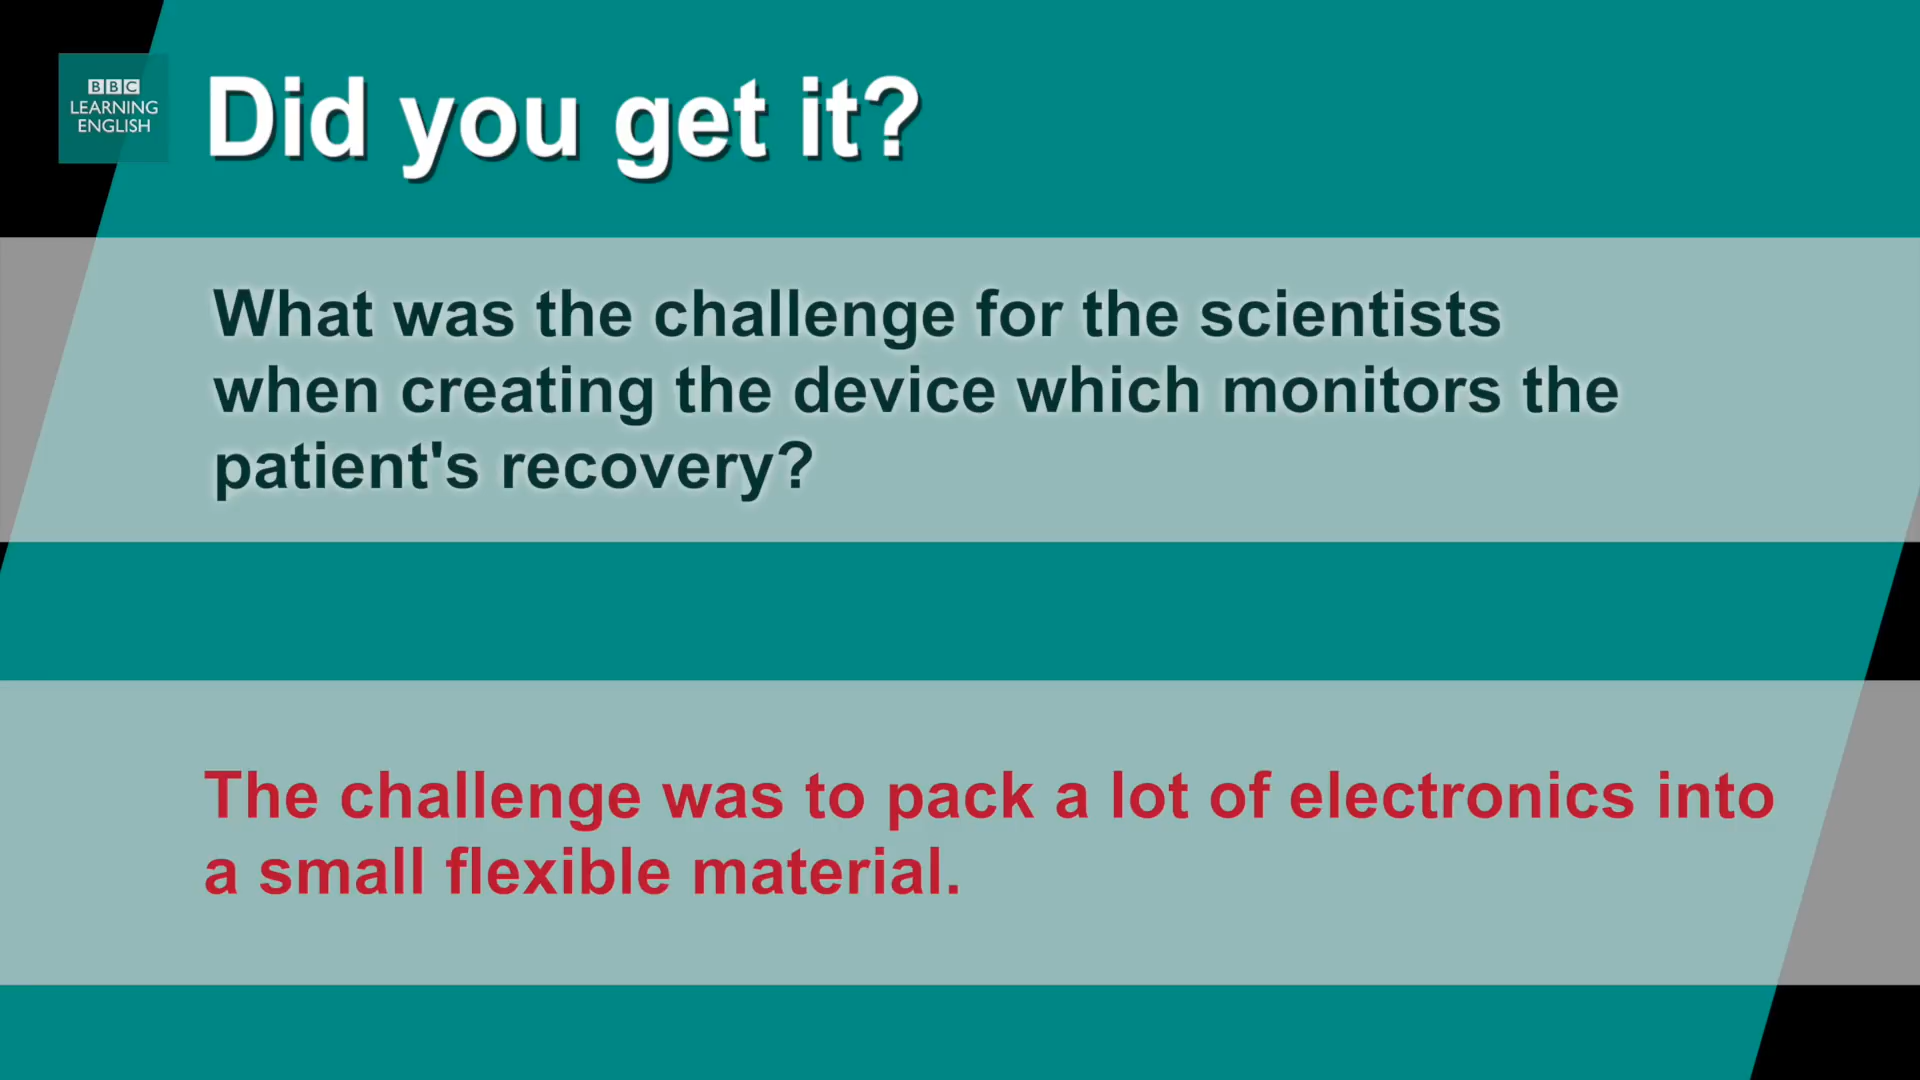 BBC
LEARNING
ENGLISH
Did you get it?
What was the challenge for the scientists
when creating the device which monitors the
patient's recovery?
The challenge was to pack a lot of electronics into
a small flexible material.